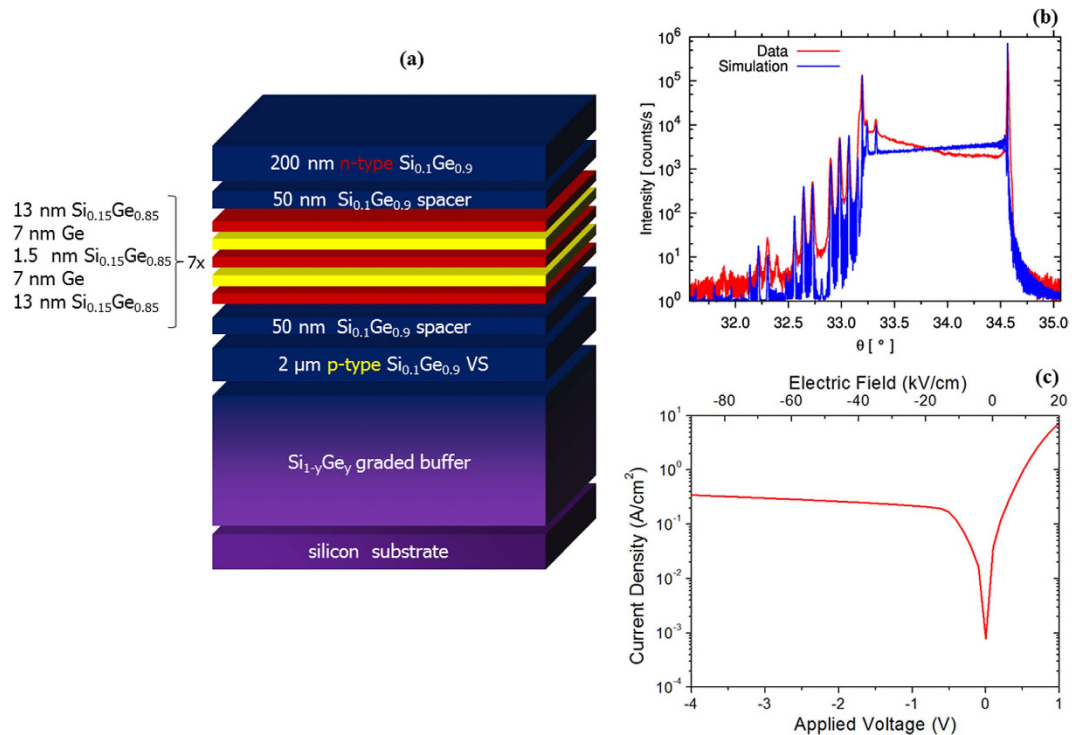 (a)
200 nm n-type Si0.1Ge0.9
50 nm Si0.1Ge0.9 spacer
13 nm Si0.15Ge0.85
7 nm Ge
1.5 nm Si0.15Ge0.85
7x
7 nm Ge
13 nm Si0.15Ge0.85
50 nm Si0.1Ge0.9 spacer
2 µm p-type Si0.1Ge0.9 VS
Si1-yGey graded buffer
silicon substrate
(b)
Data
Simulation
Intensity [ counts/s ]
10^6
10^5
10^4
10^3
10^2
10^1
10^0
32.0 32.5 33.0 33.5 34.0 34.5 35.0
θ [ ° ]
(c)
Electric Field (kV/cm)
-80 -60 -40 -20 0 20
Current Density (A/cm^2)
10^1
10^0
10^-1
10^-2
10^-3
10^-4
-4 -3 -2 -1 0 1
Applied Voltage (V)